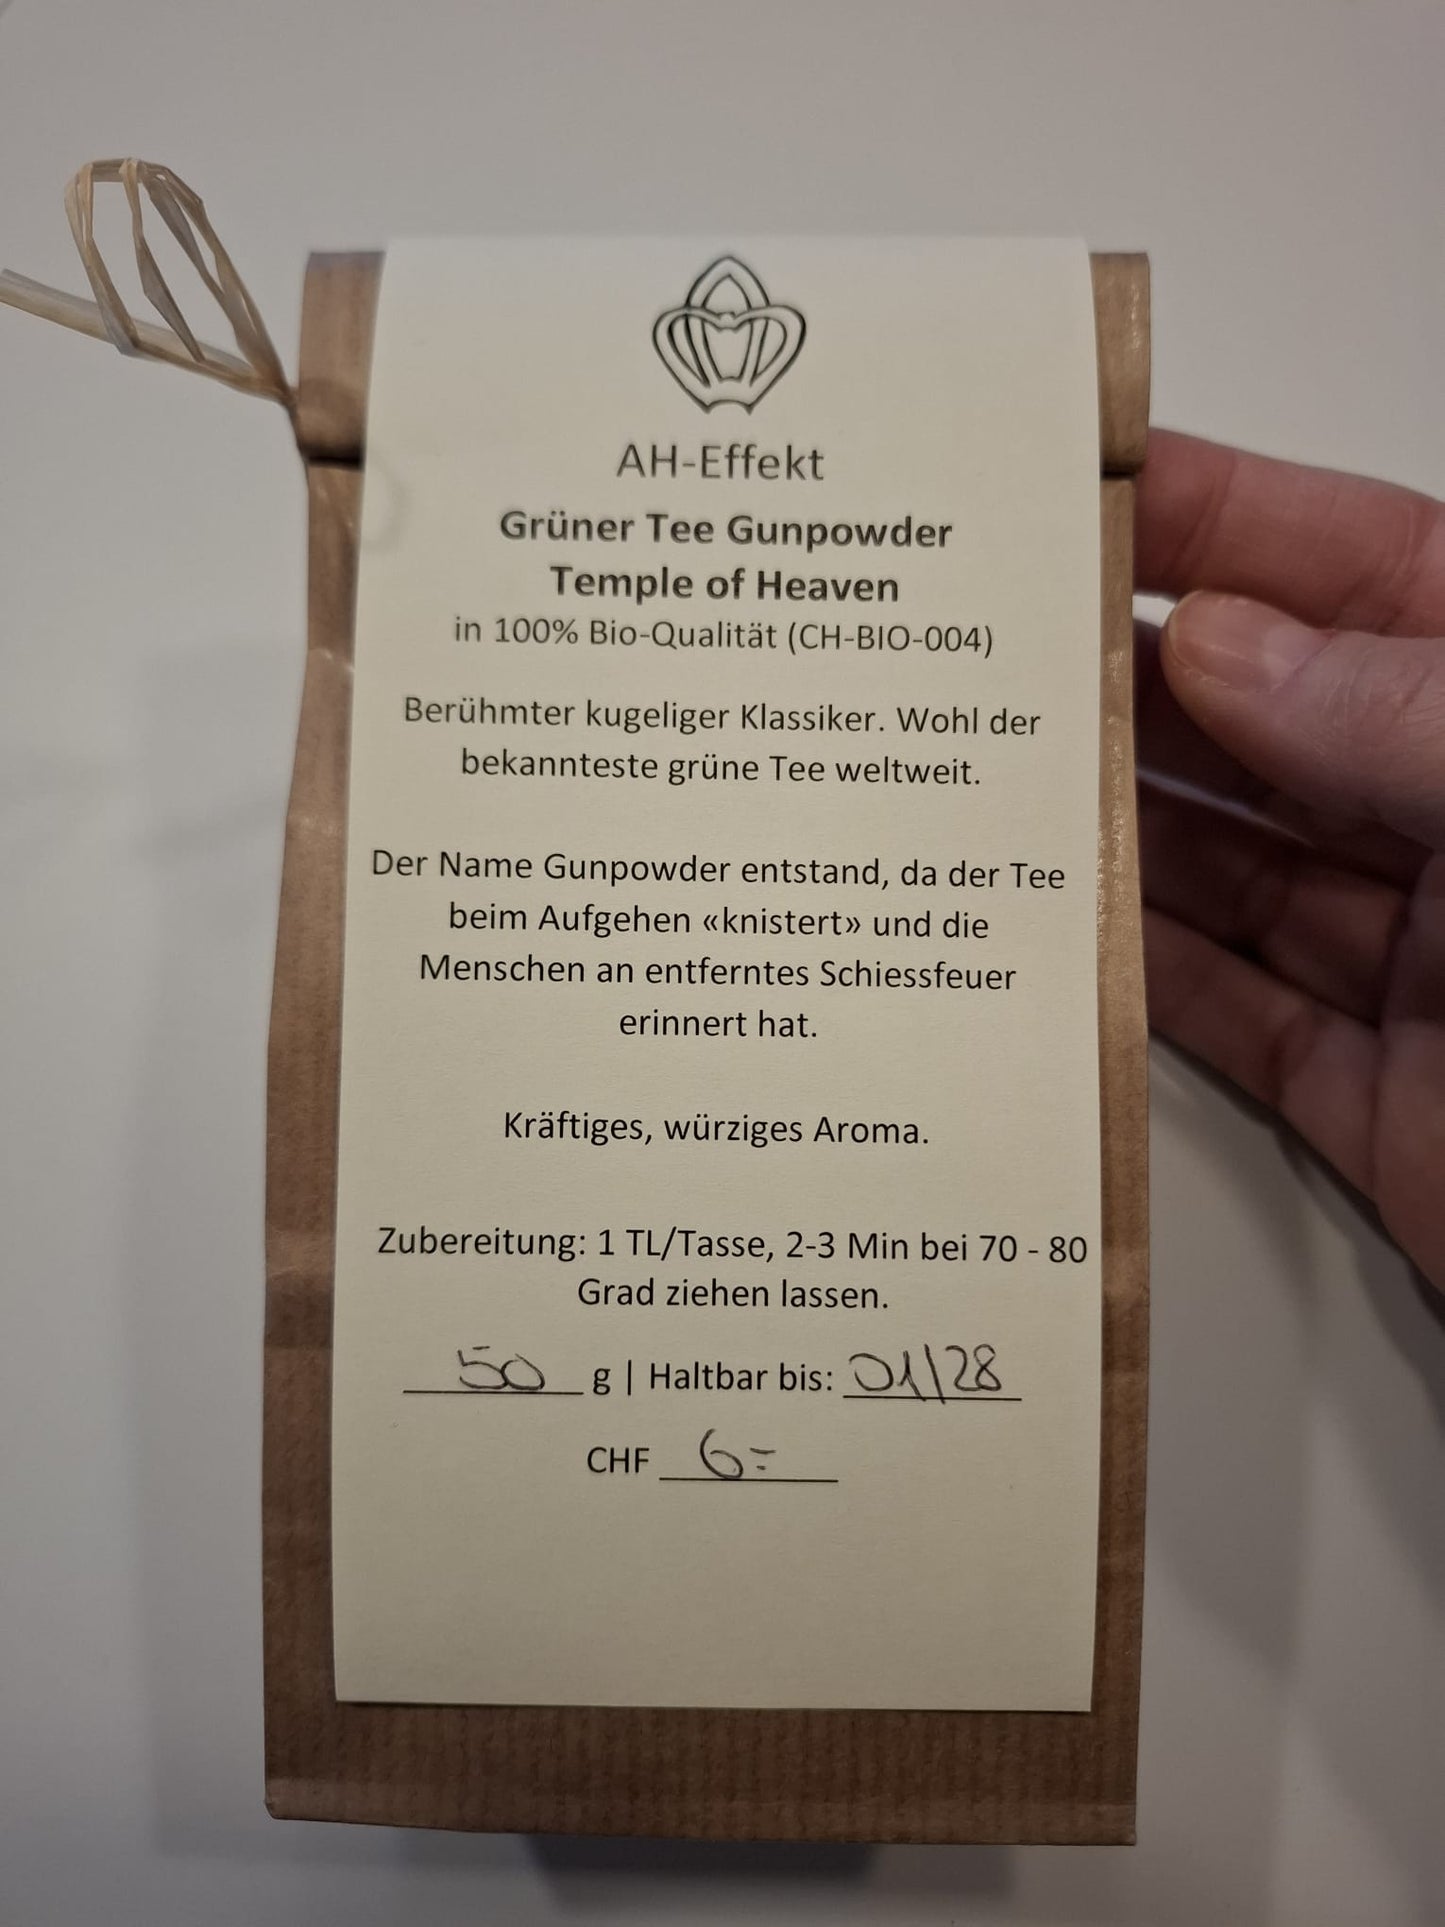 AH-Effekt
Grüner Tee Gunpowder
Temple of Heaven
in 100% Bio-Qualität (CH-BIO-004)
Berühmter kugeliger Klassiker. Wohl der
bekannteste grüne Tee weltweit.
Der Name Gunpowder entstand, da der Tee
beim Aufgehen «knistert» und die
Menschen an entferntes Schiessfeuer
erinnert hat.
Kräftiges, würziges Aroma.
Zubereitung: 1 TL/Tasse, 2-3 Min bei 70 - 80
Grad ziehen lassen.
50 g | Haltbar bis: 01/28
CHF 6.-